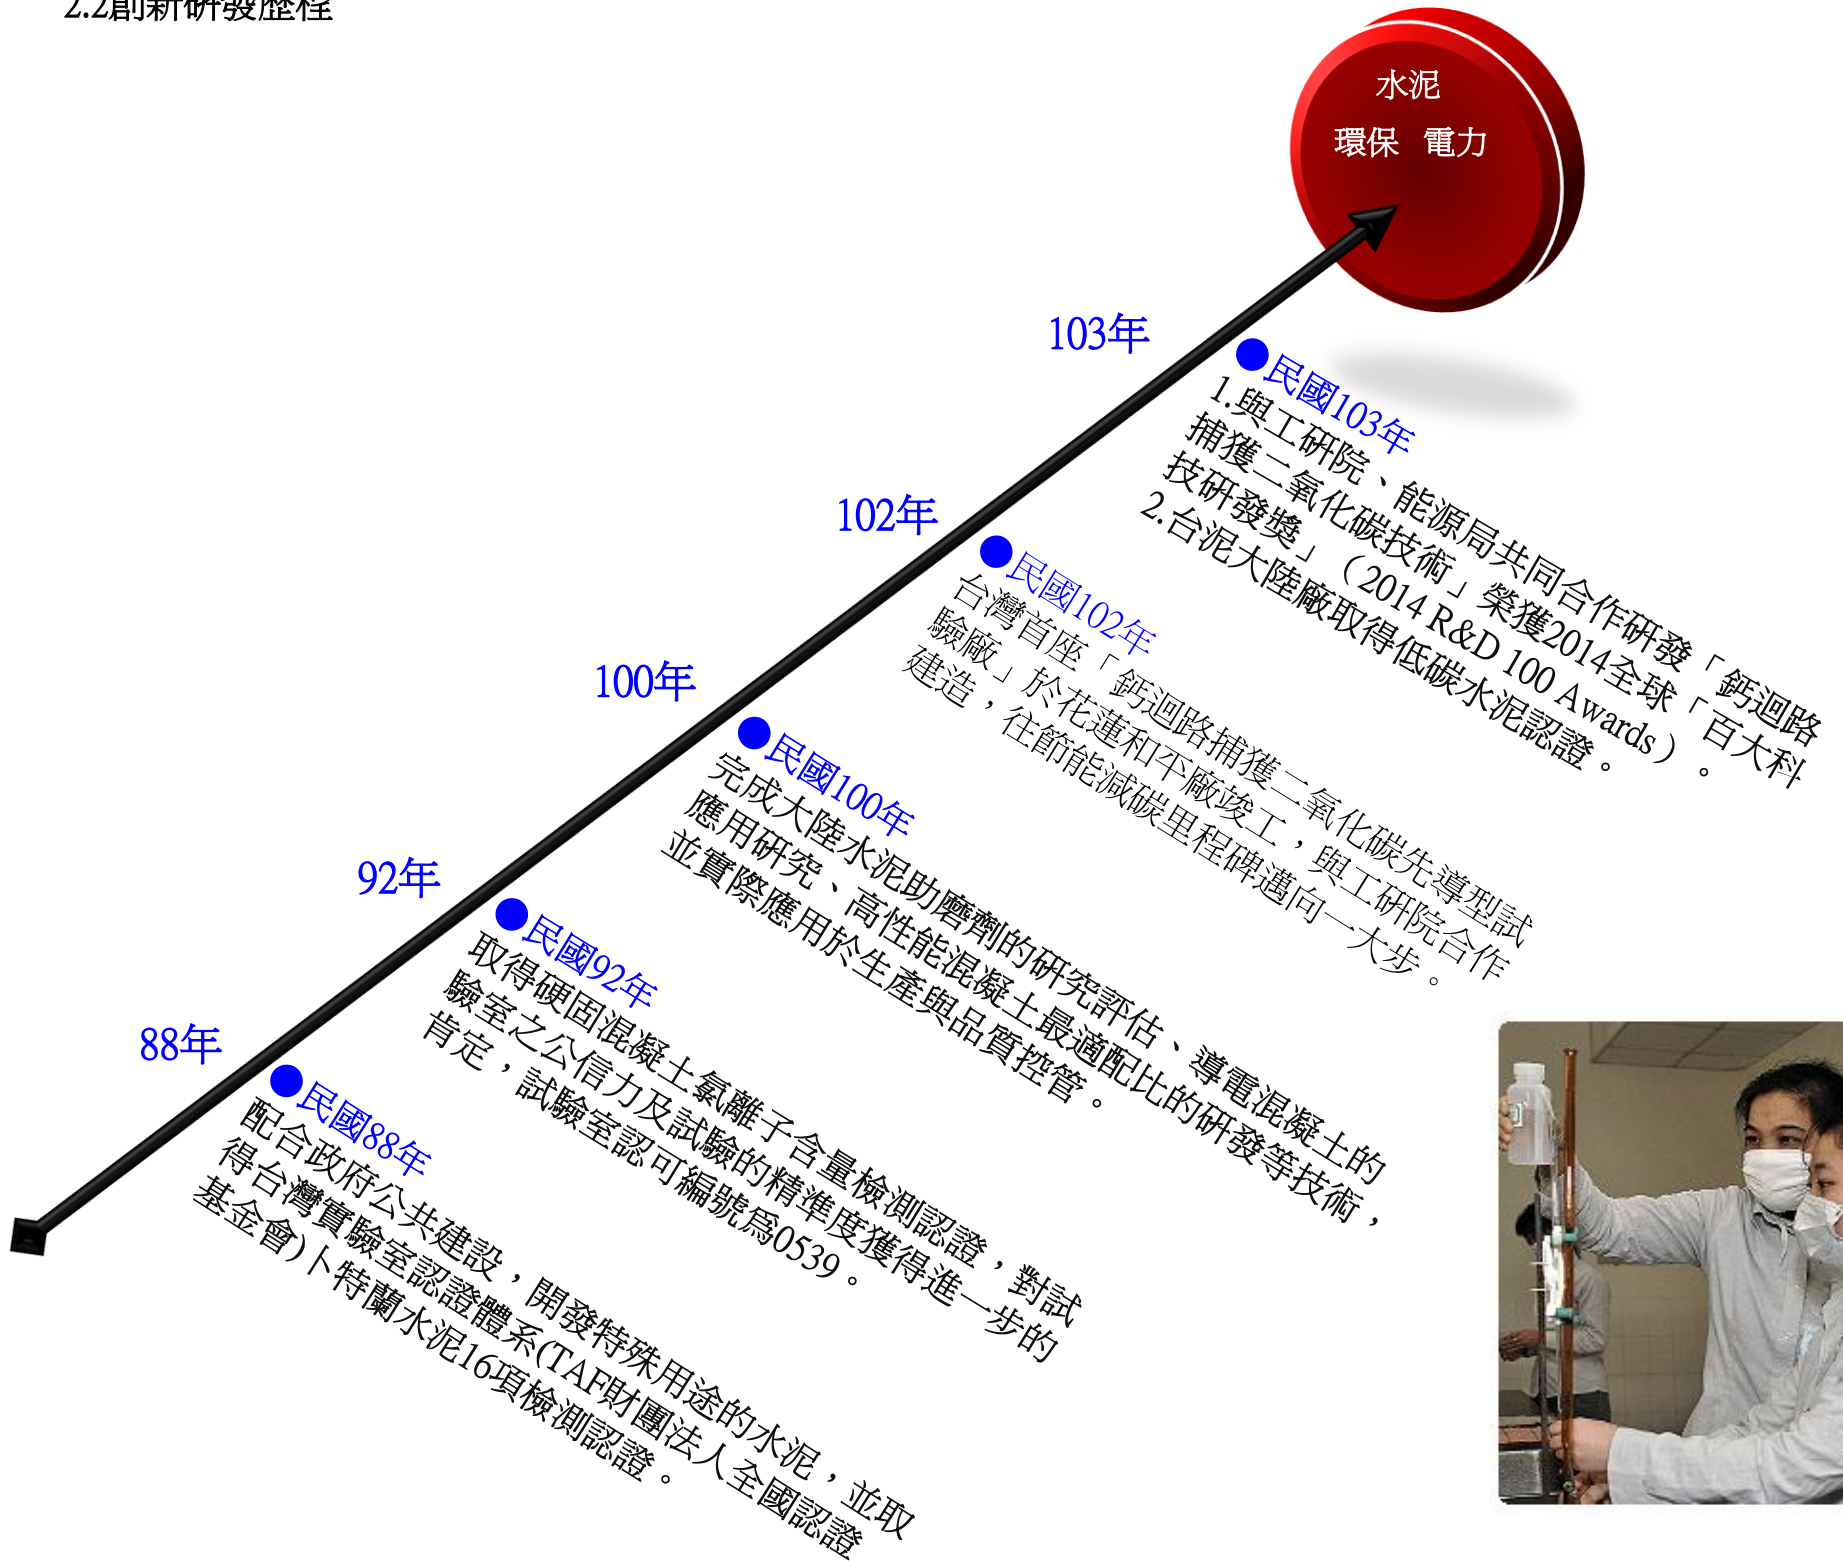 2.2創新研發歷程
水泥
環保 電力
103年
●民國103年
1.與工研院、能源局共同合作研發「鈣迴路
捕獲二氧化碳技術」榮獲2014全球「百大科
技研發獎」（2014 R&D 100 Awards）。
2.台泥大陸廠取得低碳水泥認證。
102年
●民國102年
台灣首座「鈣迴路捕獲二氧化碳先導型試
驗廠」於花蓮和平廠竣工，與工研院合作
建造，往節能減碳里程碑邁向一大步。
100年
●民國100年
完成大陸水泥助磨劑的研究評估、導電混凝土的
應用研究、高性能混凝土最適配比的研發等技術，
並實際應用於生產與品質控管。
92年
●民國92年
取得硬固混凝土氯離子含量檢測認證，對試
驗室之公信力及試驗的精準度獲得進一步的
肯定，試驗室認可編號為0539。
88年
●民國88年
配合政府公共建設，開發特殊用途的水泥，並取
得台灣實驗室認證體系(TAF財團法人全國認證
基金會)卜特蘭水泥16項檢測認證。